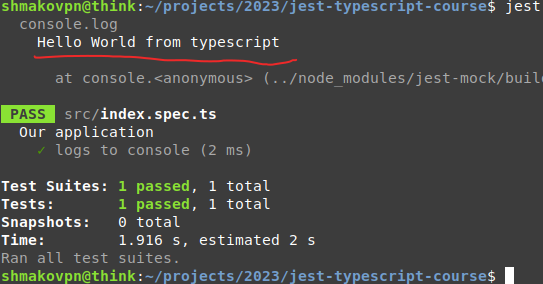 shmakovpn@think:~/projects/2023/jest-typescript-course$ jest
console.log
Hello World from typescript
at console.<anonymous> (../node_modules/jest-mock/buil
PASS src/index.spec.ts
Our application
✓ logs to console (2 ms)
Test Suites: 1 passed, 1 total
Tests: 1 passed, 1 total
Snapshots: 0 total
Time: 1.916 s, estimated 2 s
Ran all test suites.
shmakovpn@think:~/projects/2023/jest-typescript-course$